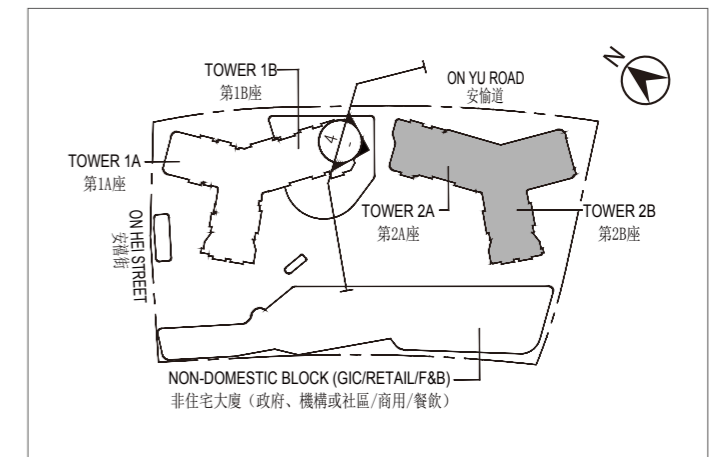 TOWER 1B
第1B座
ON YU ROAD
安愉道
N
4
-
TOWER 1A
第1A座
ON HEI STREET
安禧街
TOWER 2A
第2A座
TOWER 2B
第2B座
NON-DOMESTIC BLOCK (GIC/RETAIL/F&B)
非住宅大廈（政府、機構或社區/商用/餐飲）